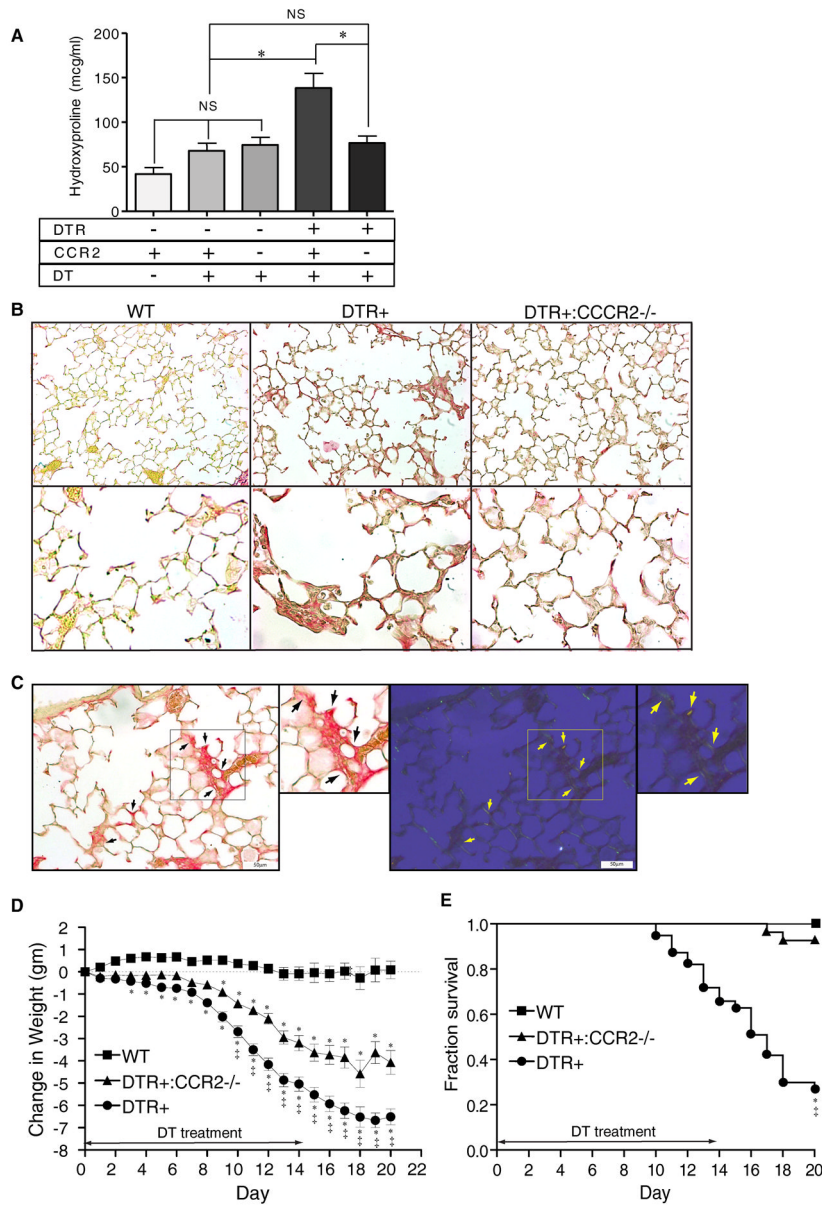 A
NS
*
*
NS
Hydroxyproline (mcg/ml)
200
150
100
50
0
DTR - - - + +
CCR2 + + - + -
DT - + + + +
B
WT DTR+ DTR+:CCCR2-/-
C
50µm 50µm
D
Change in Weight (gm)
2
1
0
-1
-2
-3
-4
-5
-6
-7
-8
WT
DTR+:CCR2-/-
DTR+
DT treatment
0 2 4 6 8 10 12 14 16 18 20 22
Day
E
Fraction survival
1.0
0.8
0.6
0.4
0.2
0.0
WT
DTR+:CCR2-/-
DTR+
*
‡
DT treatment
0 2 4 6 8 10 12 14 16 18 20
Day